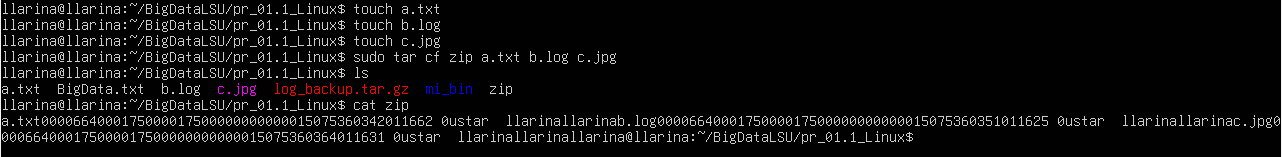 llarina@llarina:~/BigDataLSU/pr_01.1_Linux$ touch a.txt
llarina@llarina:~/BigDataLSU/pr_01.1_Linux$ touch b.log
llarina@llarina:~/BigDataLSU/pr_01.1_Linux$ touch c.jpg
llarina@llarina:~/BigDataLSU/pr_01.1_Linux$ sudo tar cf zip a.txt b.log c.jpg
llarina@llarina:~/BigDataLSU/pr_01.1_Linux$ ls
a.txt  BigData.txt  b.log  c.jpg  log_backup.tar.gz  mi_bin  zip
llarina@llarina:~/BigDataLSU/pr_01.1_Linux$ cat zip
a.txt0000664000175000017500000000000015075360342011662 0ustar  llarinallarinab.log0000664000175000017500000000000015075360351011625 0ustar  llarinallarinac.jpg0
000664000175000017500000000000015075360364011631 0ustar  llarinallarinallarina@llarina:~/BigDataLSU/pr_01.1_Linux$